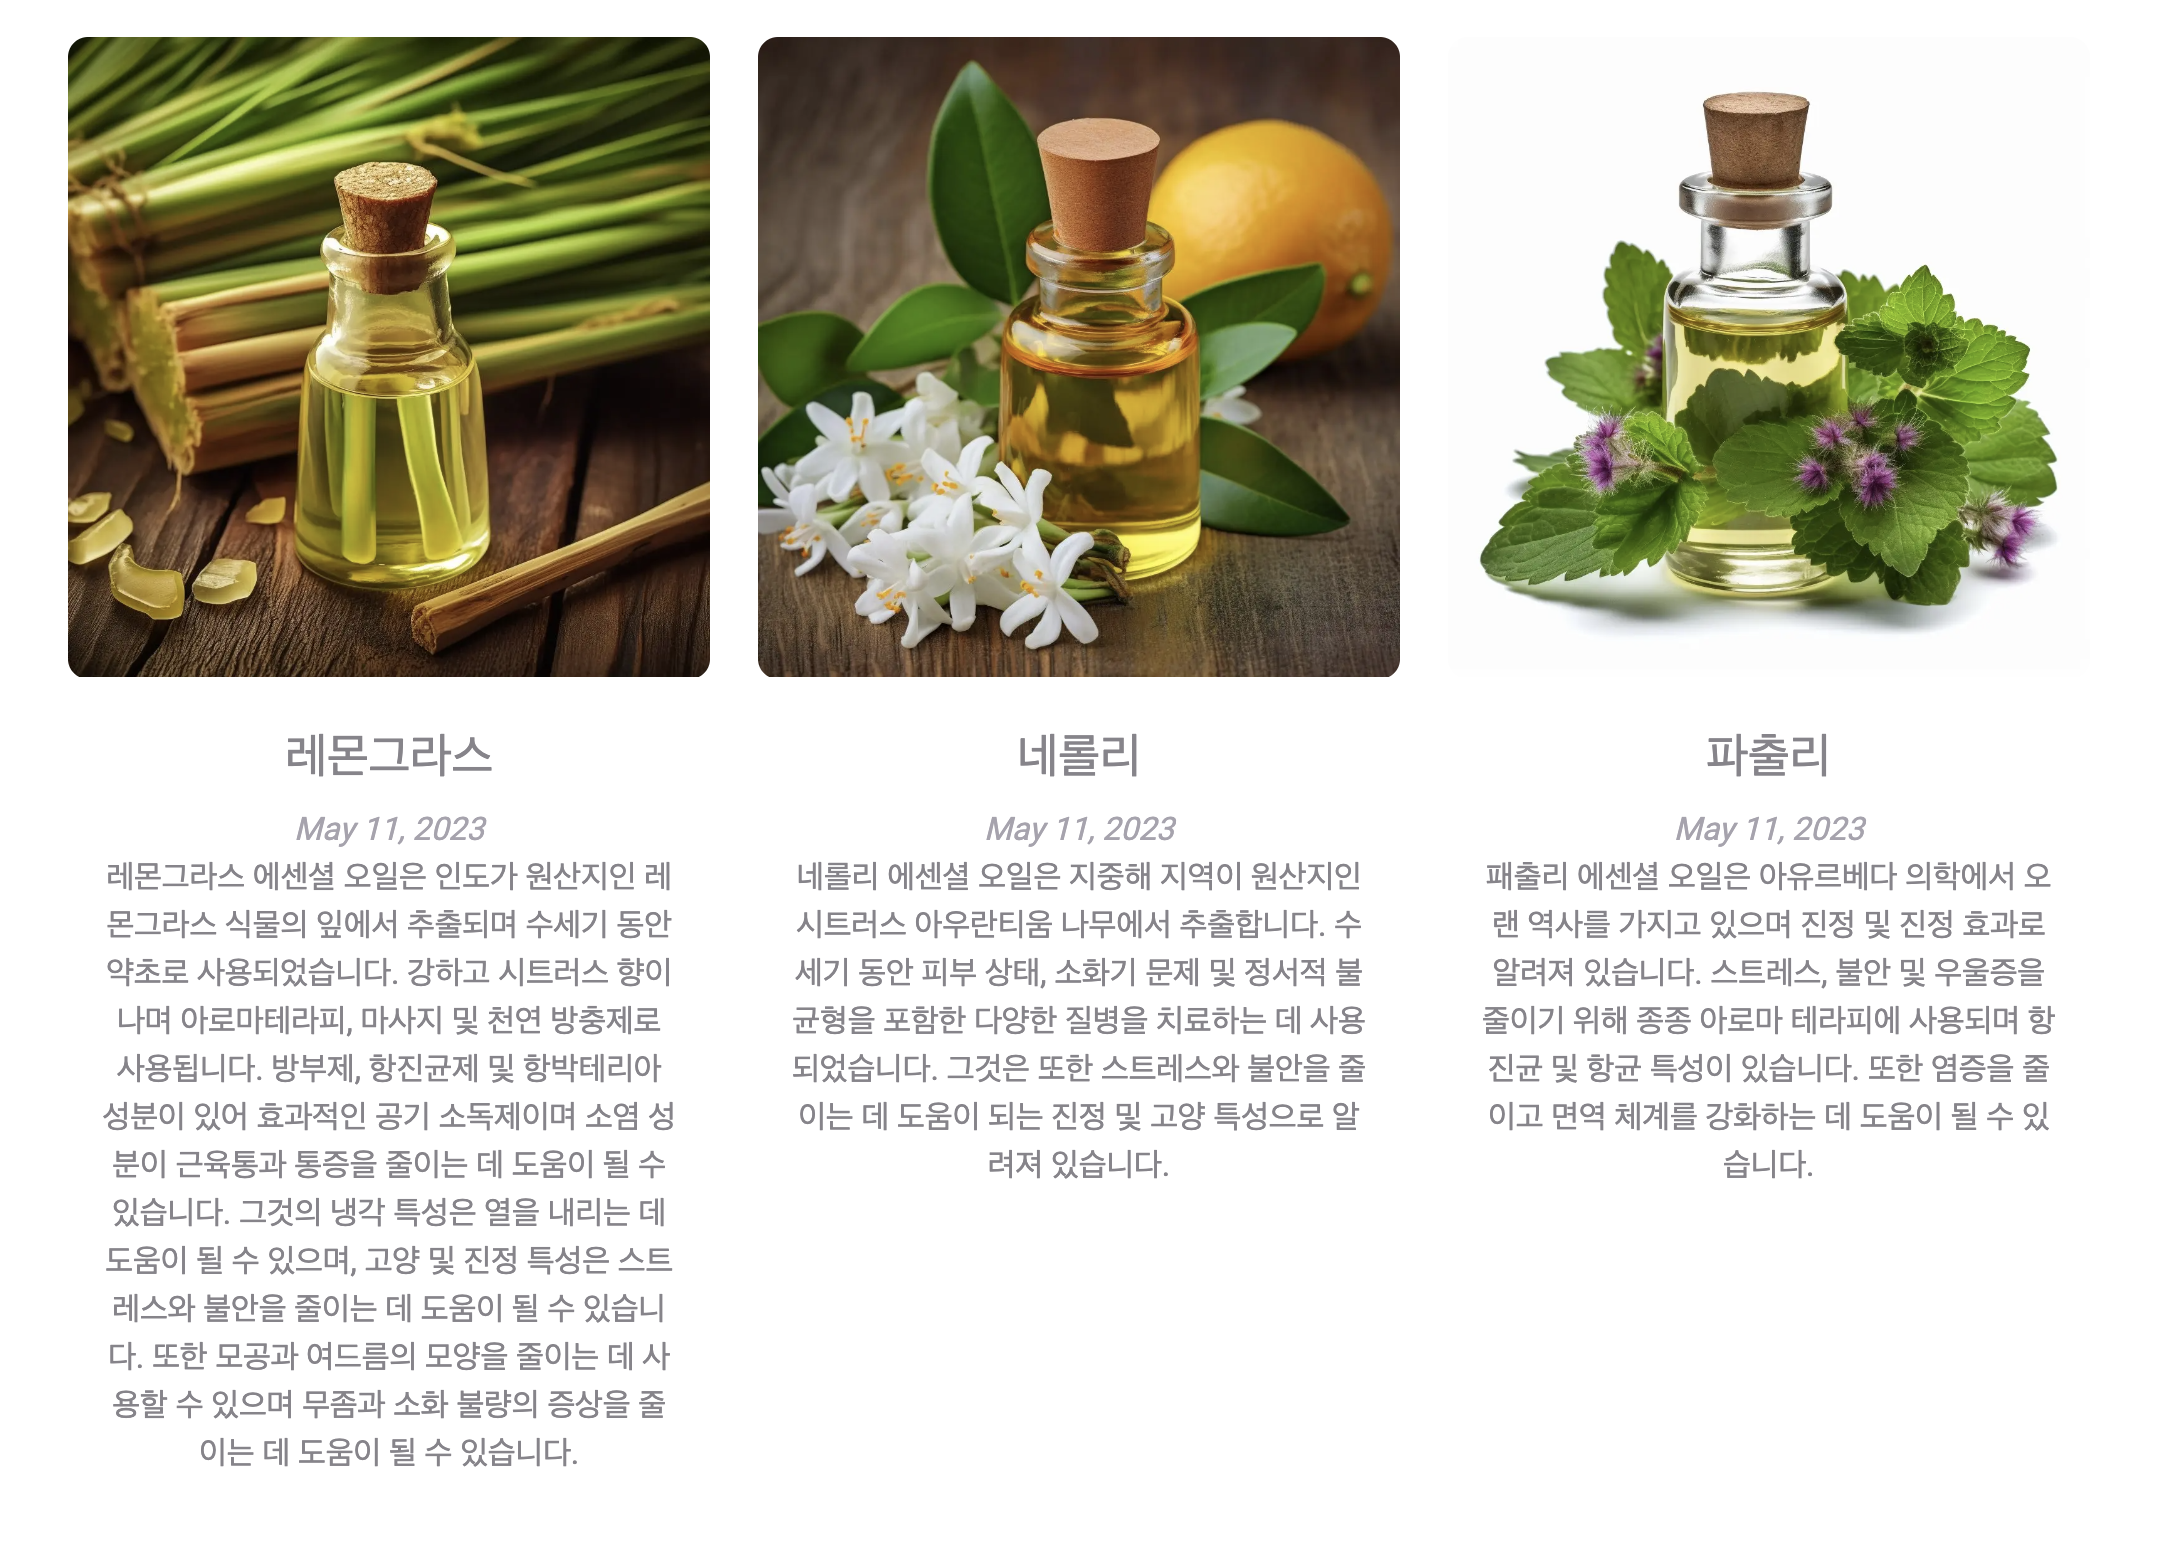 레몬그라스
May 11, 2023
레몬그라스 에센셜 오일은 인도가 원산지인 레
몬그라스 식물의 잎에서 추출되며 수세기 동안
약초로 사용되었습니다. 강하고 시트러스 향이
나며 아로마테라피, 마사지 및 천연 방충제로
사용됩니다. 방부제, 항진균제 및 항박테리아
성분이 있어 효과적인 공기 소독제이며 소염 성
분이 근육통과 통증을 줄이는 데 도움이 될 수
있습니다. 그것의 냉각 특성은 열을 내리는 데
도움이 될 수 있으며, 고양 및 진정 특성은 스트
레스와 불안을 줄이는 데 도움이 될 수 있습니
다. 또한 모공과 여드름의 모양을 줄이는 데 사
용할 수 있으며 무좀과 소화 불량의 증상을 줄
이는 데 도움이 될 수 있습니다.
네롤리
May 11, 2023
네롤리 에센셜 오일은 지중해 지역이 원산지인
시트러스 아우란티움 나무에서 추출합니다. 수
세기 동안 피부 상태, 소화기 문제 및 정서적 불
균형을 포함한 다양한 질병을 치료하는 데 사용
되었습니다. 그것은 또한 스트레스와 불안을 줄
이는 데 도움이 되는 진정 및 고양 특성으로 알
려져 있습니다.
파출리
May 11, 2023
패출리 에센셜 오일은 아유르베다 의학에서 오
랜 역사를 가지고 있으며 진정 및 진정 효과로
알려져 있습니다. 스트레스, 불안 및 우울증을
줄이기 위해 종종 아로마 테라피에 사용되며 항
진균 및 항균 특성이 있습니다. 또한 염증을 줄
이고 면역 체계를 강화하는 데 도움이 될 수 있
습니다.